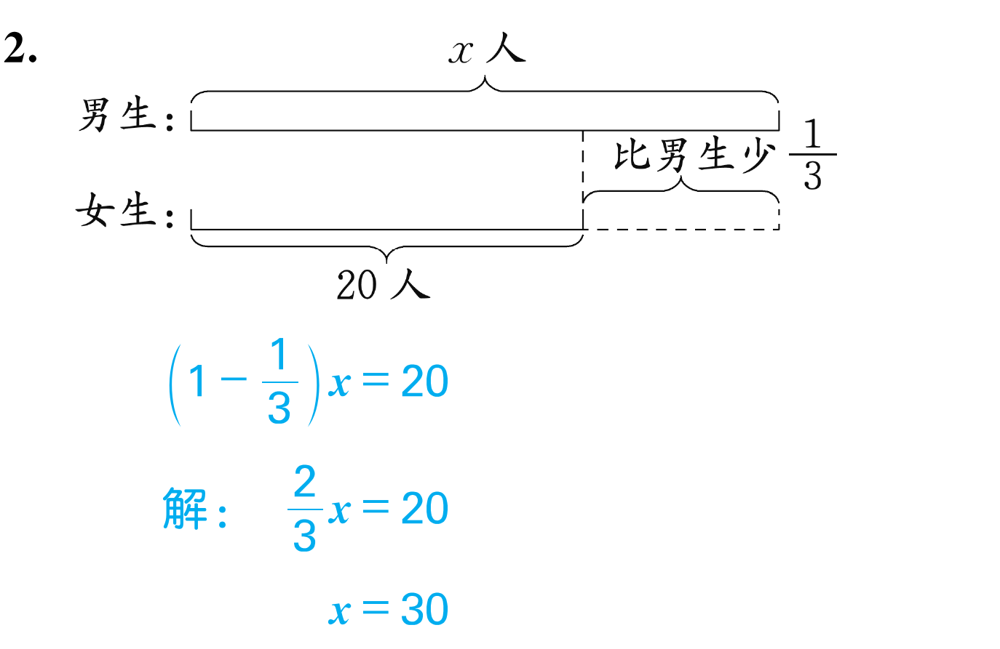 2.
x 人
男生：
比男生少 1/3
女生：
20 人
(1 - 1/3)x = 20
解： 2/3 x = 20
x = 30